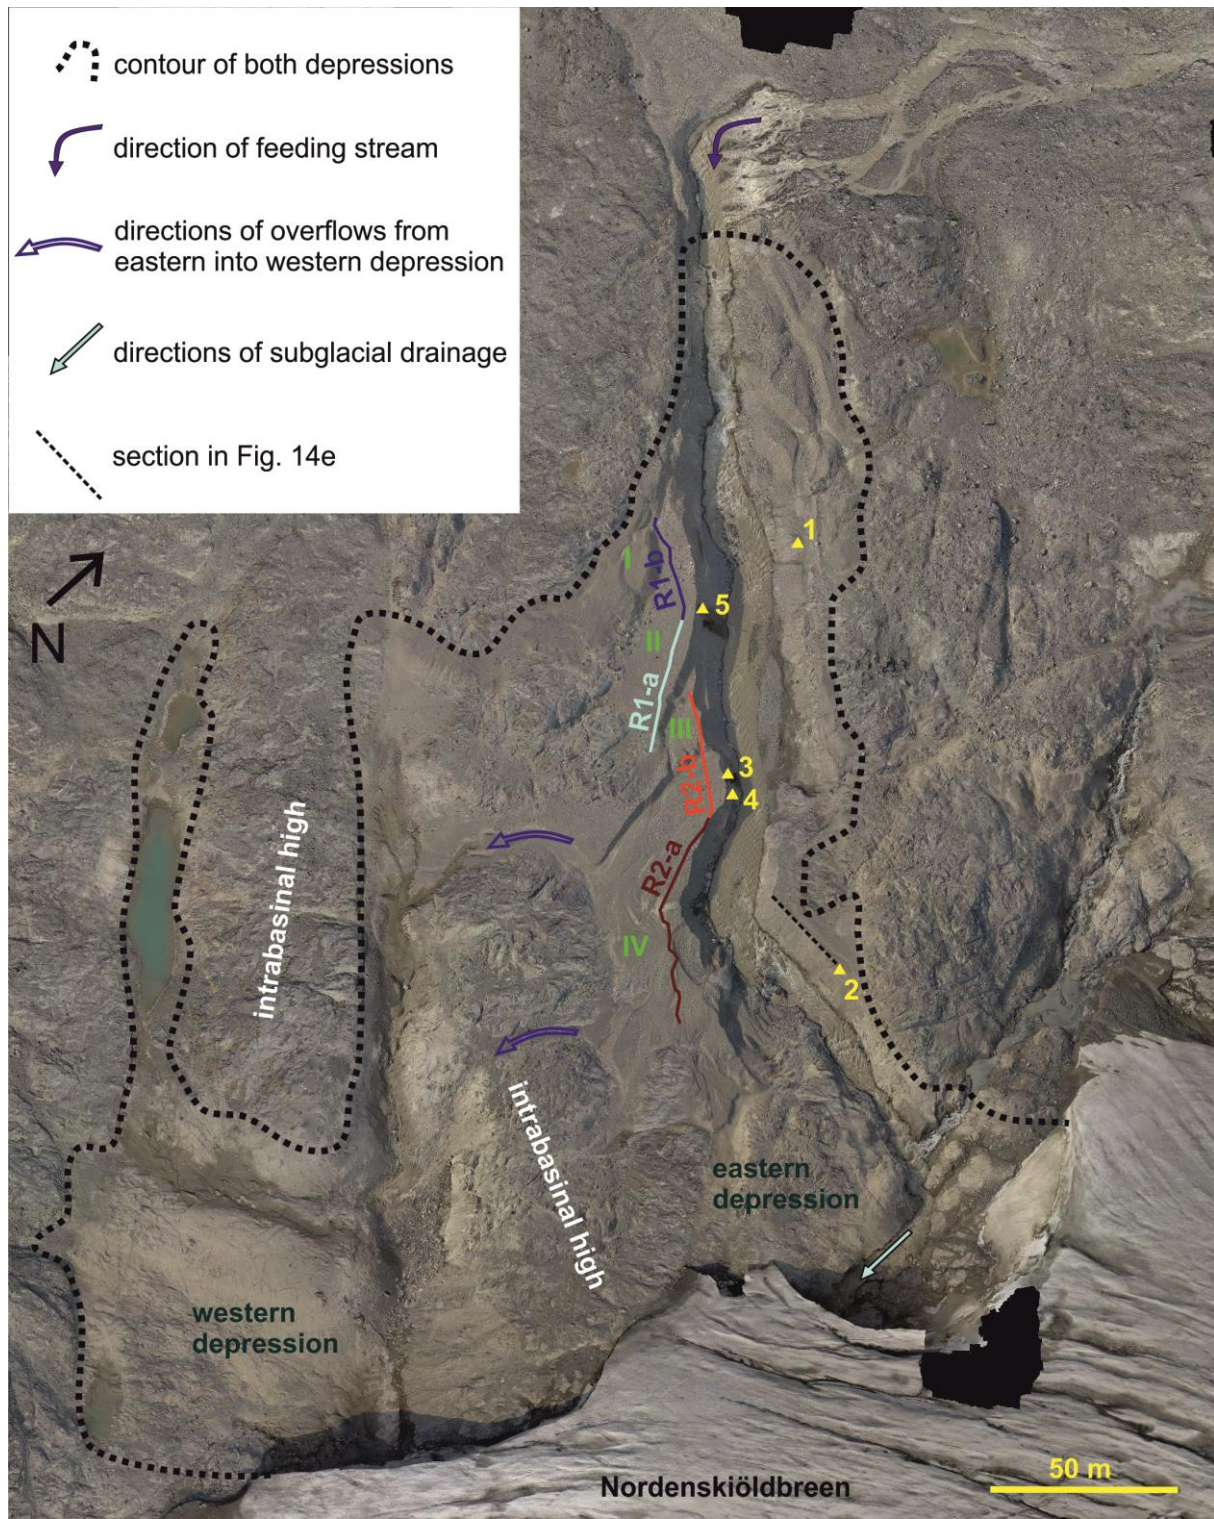 contour of both depressions
direction of feeding stream
directions of overflows from
eastern into western depression
directions of subglacial drainage
section in Fig. 14e
N
1
I
R1-b
5
II
R1-a
III
3
R2-b
4
R2-a
intrabasinal high
IV
2
intrabasinal high
eastern
depression
western
depression
50 m
Nordenskiöldbreen